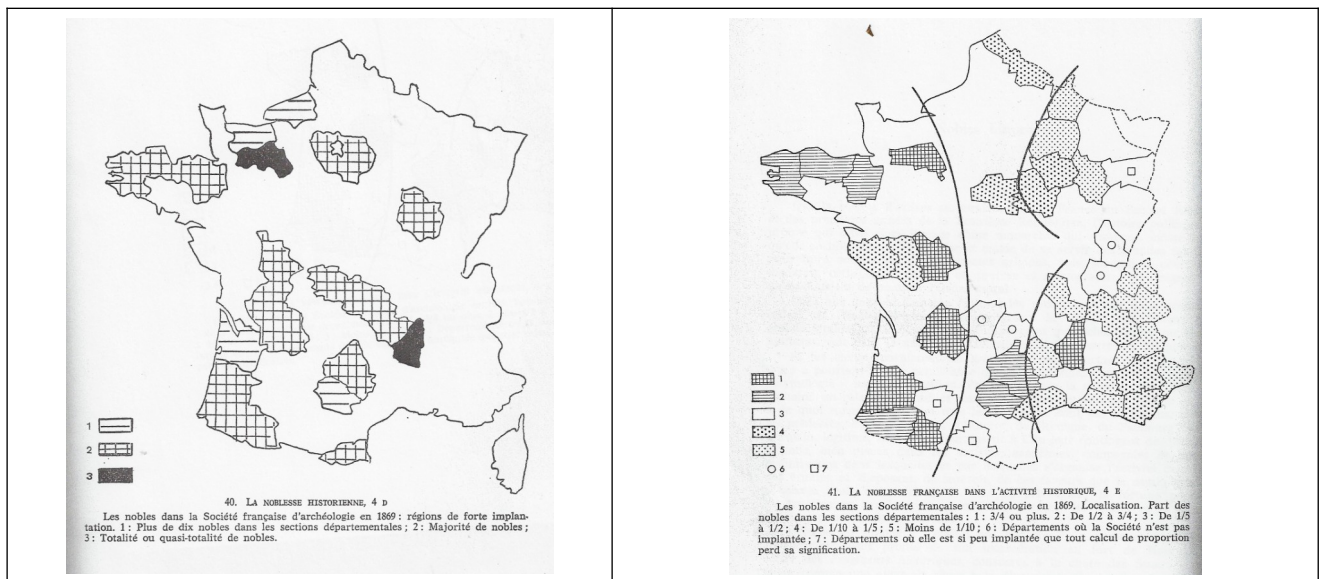 1
2
3
40. LA NOBLESSE HISTORIENNE, 4 D
Les nobles dans la Société française d'archéologie en 1869 : régions de forte implan-
tation. 1 : Plus de dix nobles dans les sections départementales ; 2 : Majorité de nobles ;
3 : Totalité ou quasi-totalité de nobles.
1
2
3
4
5
6 7
41. LA NOBLESSE FRANÇAISE DANS L'ACTIVITÉ HISTORIQUE, 4 E
Les nobles dans la Société française d'archéologie en 1869. Localisation. Part des
nobles dans les sections départementales : 1 : 3/4 ou plus. 2 : De 1/2 à 3/4 ; 3 : De 1/5
à 1/2 ; 4 : De 1/10 à 1/5 ; 5 : Moins de 1/10 ; 6 : Départements où la Société n'est pas
implantée ; 7 : Départements où elle est si peu implantée que tout calcul de proportion
perd sa signification.